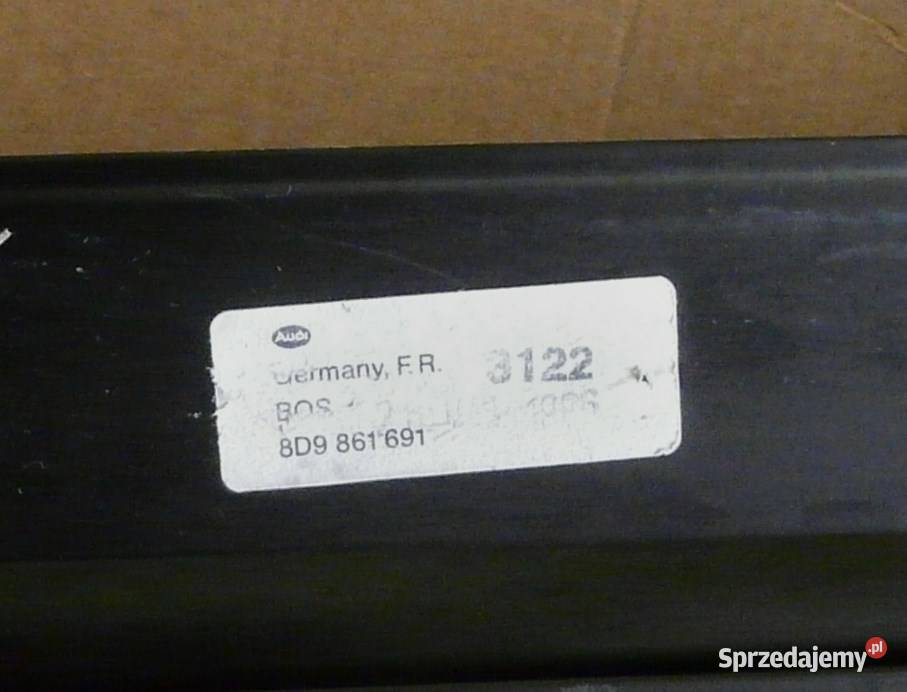 Audi
Germany, F.R. 3122
BOS
8D9 861 691
Sprzedajemy.pl